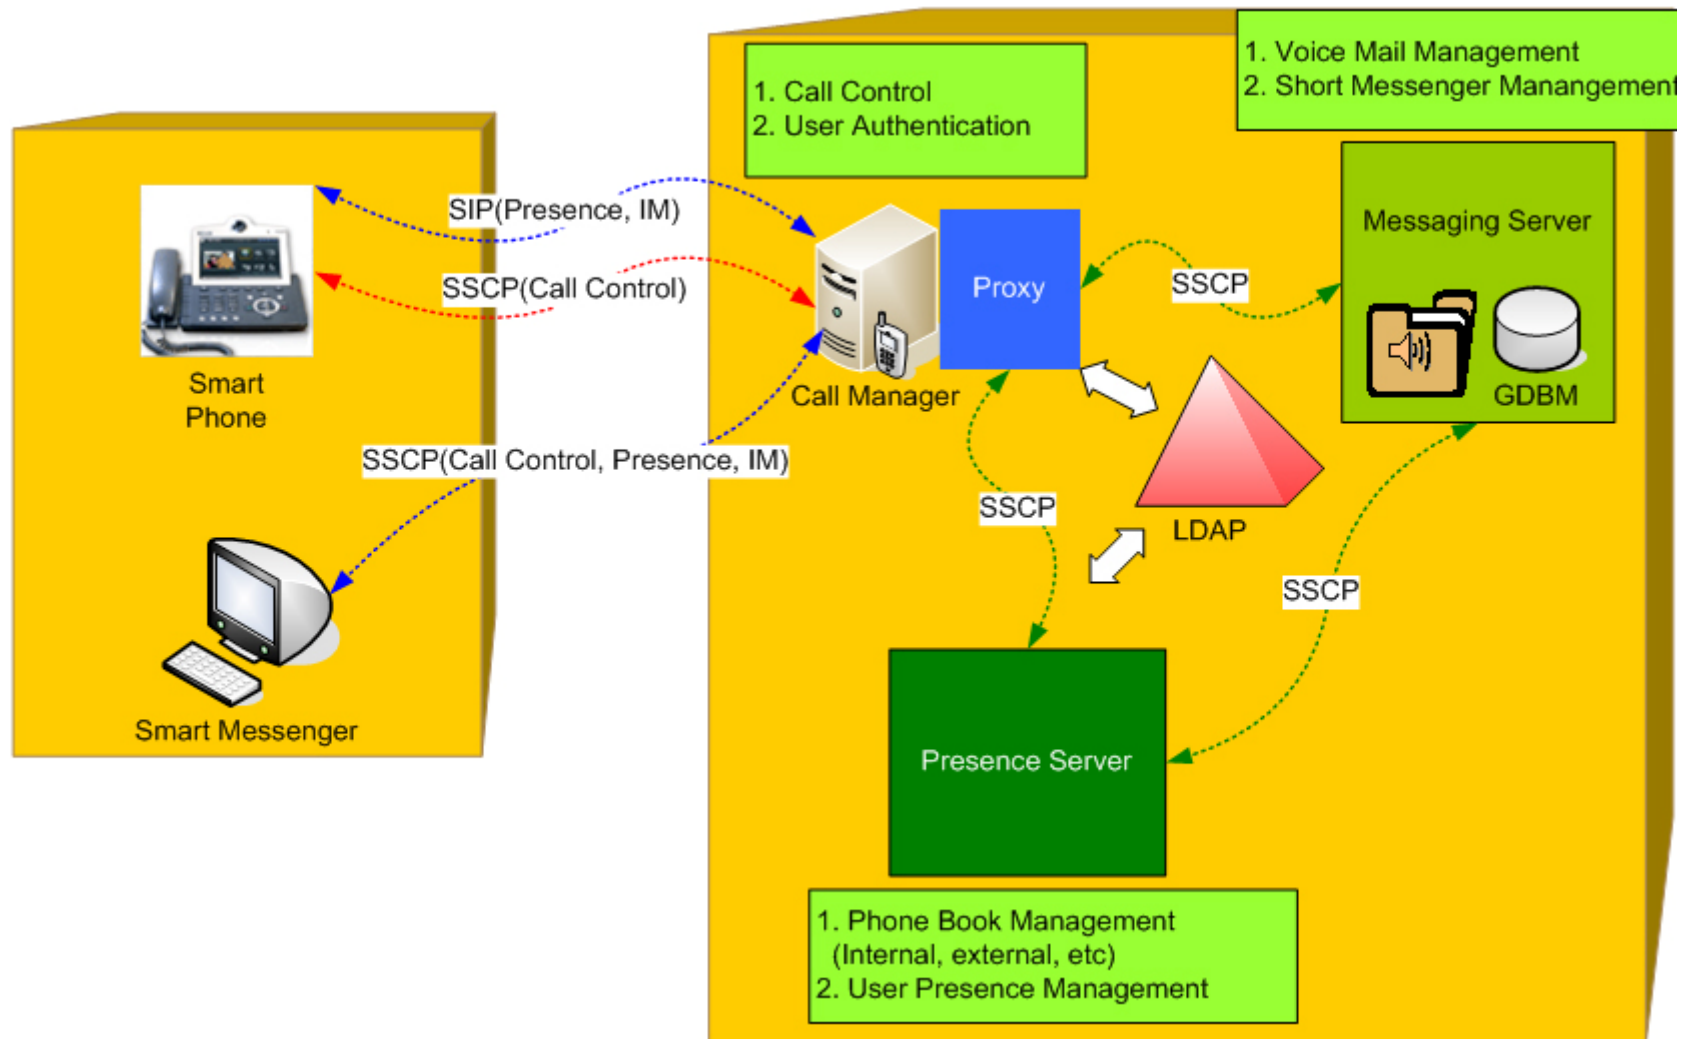 1. Call Control
2. User Authentication
1. Voice Mail Management
2. Short Messenger Manangement
SIP(Presence, IM)
SSCP(Call Control)
Smart
Phone
Call Manager
Proxy
SSCP
Messaging Server
GDBM
SSCP(Call Control, Presence, IM)
SSCP
LDAP
SSCP
Smart Messenger
Presence Server
1. Phone Book Management
(Internal, external, etc)
2. User Presence Management